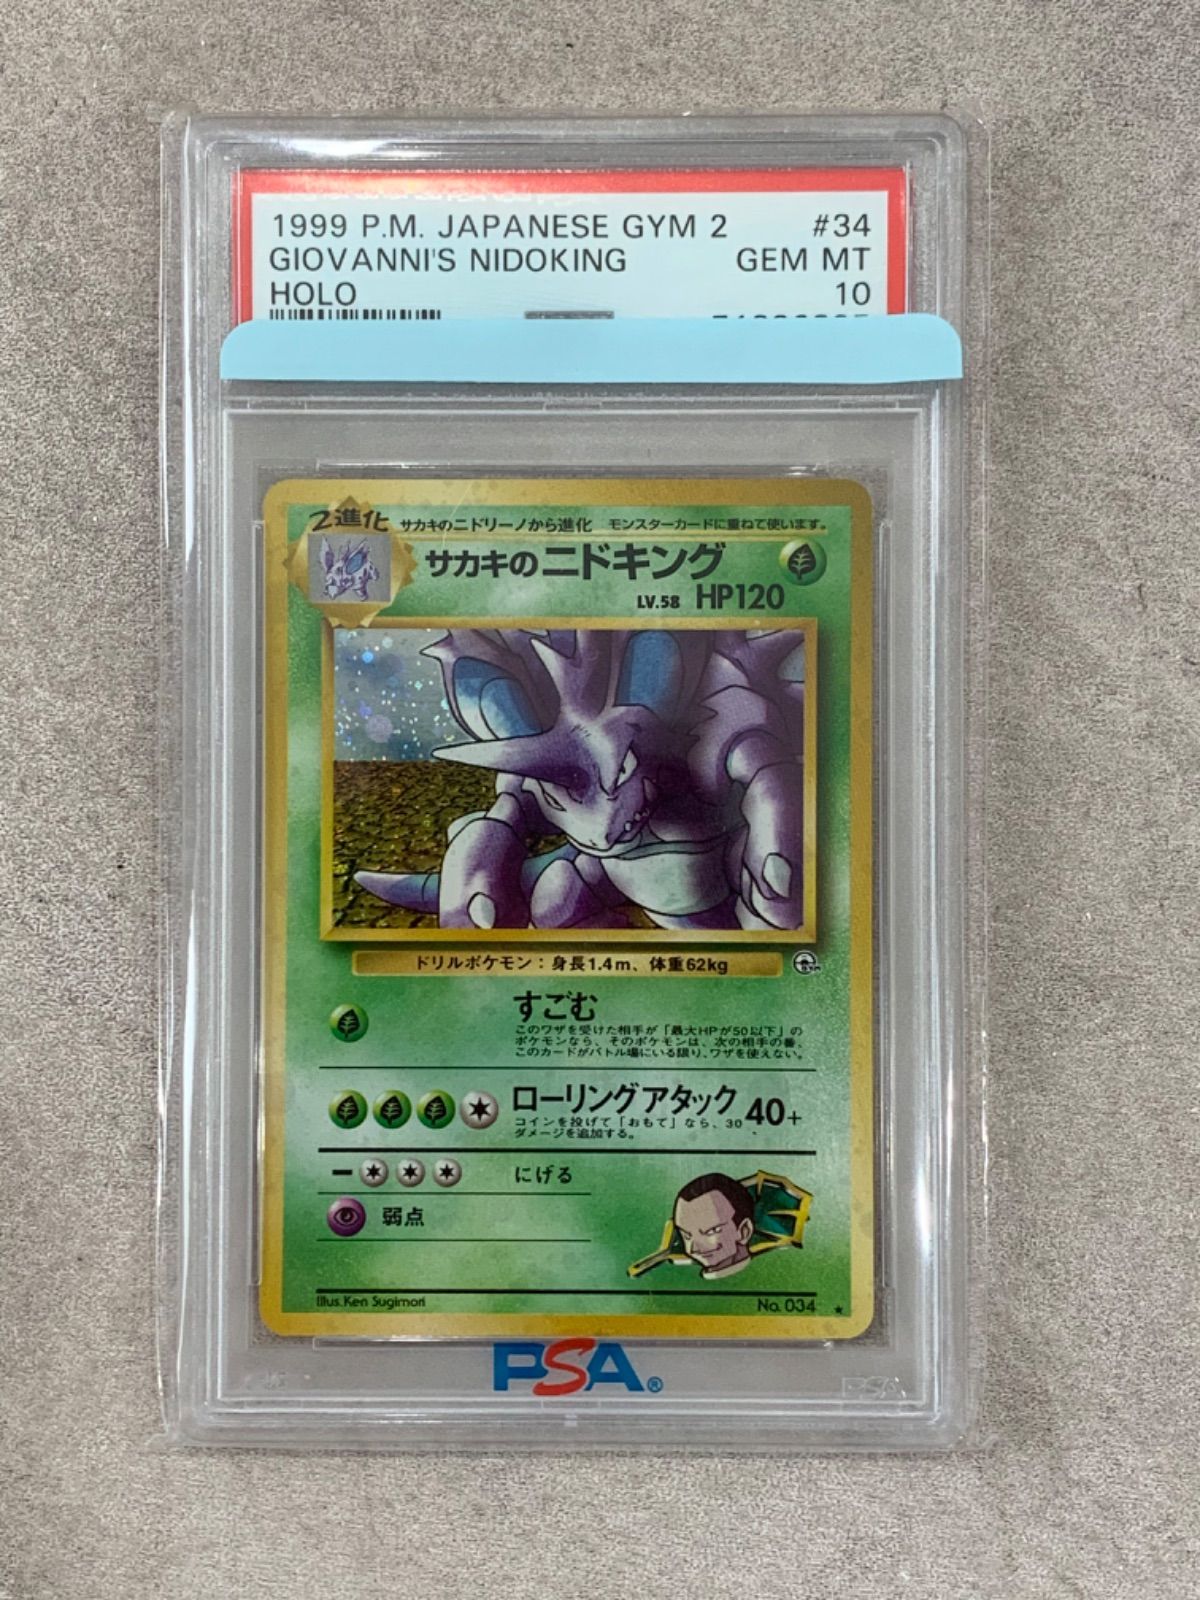 1999 P.M. JAPANESE GYM 2 #34
GIOVANNI'S NIDOKING GEM MT
HOLO 10
2進化 サカキのニドリーノから進化 モンスターカードに重ねて使います。
サカキのニドキング
LV.58 HP120
ドリルポケモン：身長1.4m、体重62kg
GYM
すごむ
このワザを受けた相手が「最大HPが50以下」の
ポケモンなら、そのポケモンは、次の相手の番、
このカードがバトル場にいる限り、ワザを使えない。
ローリングアタック 40+
コインを投げて「おもて」なら、30
ダメージを追加する。
ー にげる
弱点
Illus. Ken Sugimori No. 034
PSA®